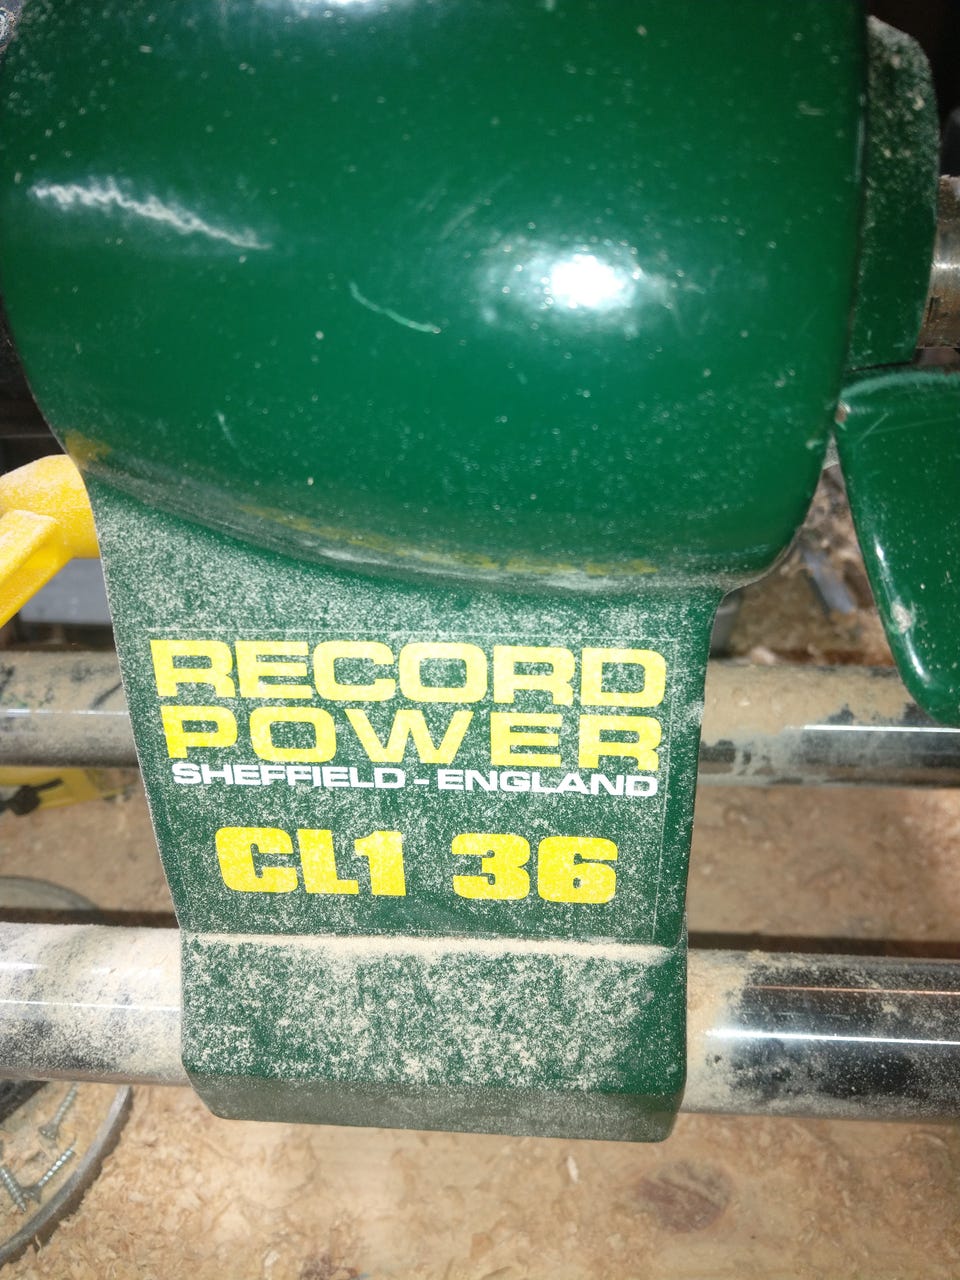 RECORD
POWER
SHEFFIELD - ENGLAND
CL1 36